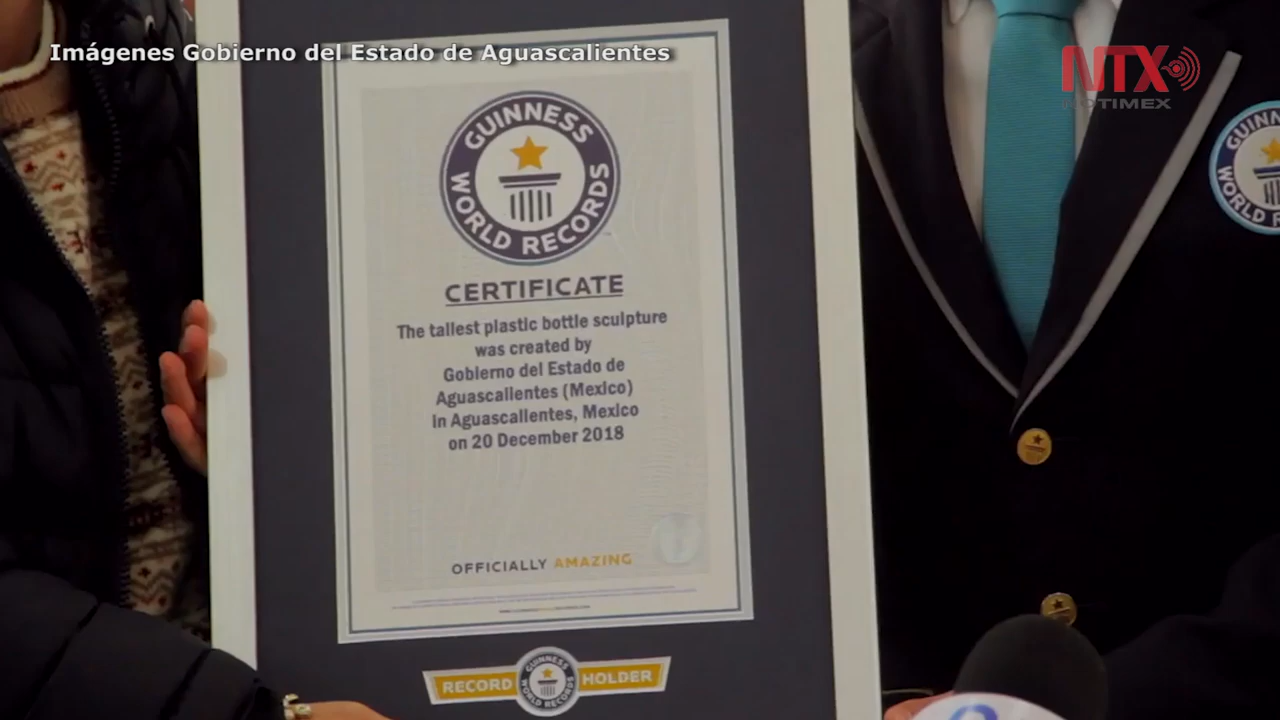 Imágenes Gobierno del Estado de Aguascalientes
NTX
NOTIMEX
GUINNESS
WORLD RECORDS
CERTIFICATE
The tallest plastic bottle sculpture
was created by
Gobierno del Estado de
Aguascalientes (Mexico)
in Aguascalientes, Mexico
on 20 December 2018
OFFICIALLY AMAZING
RECORD
GUINNESS
WORLD RECORDS
HOLDER